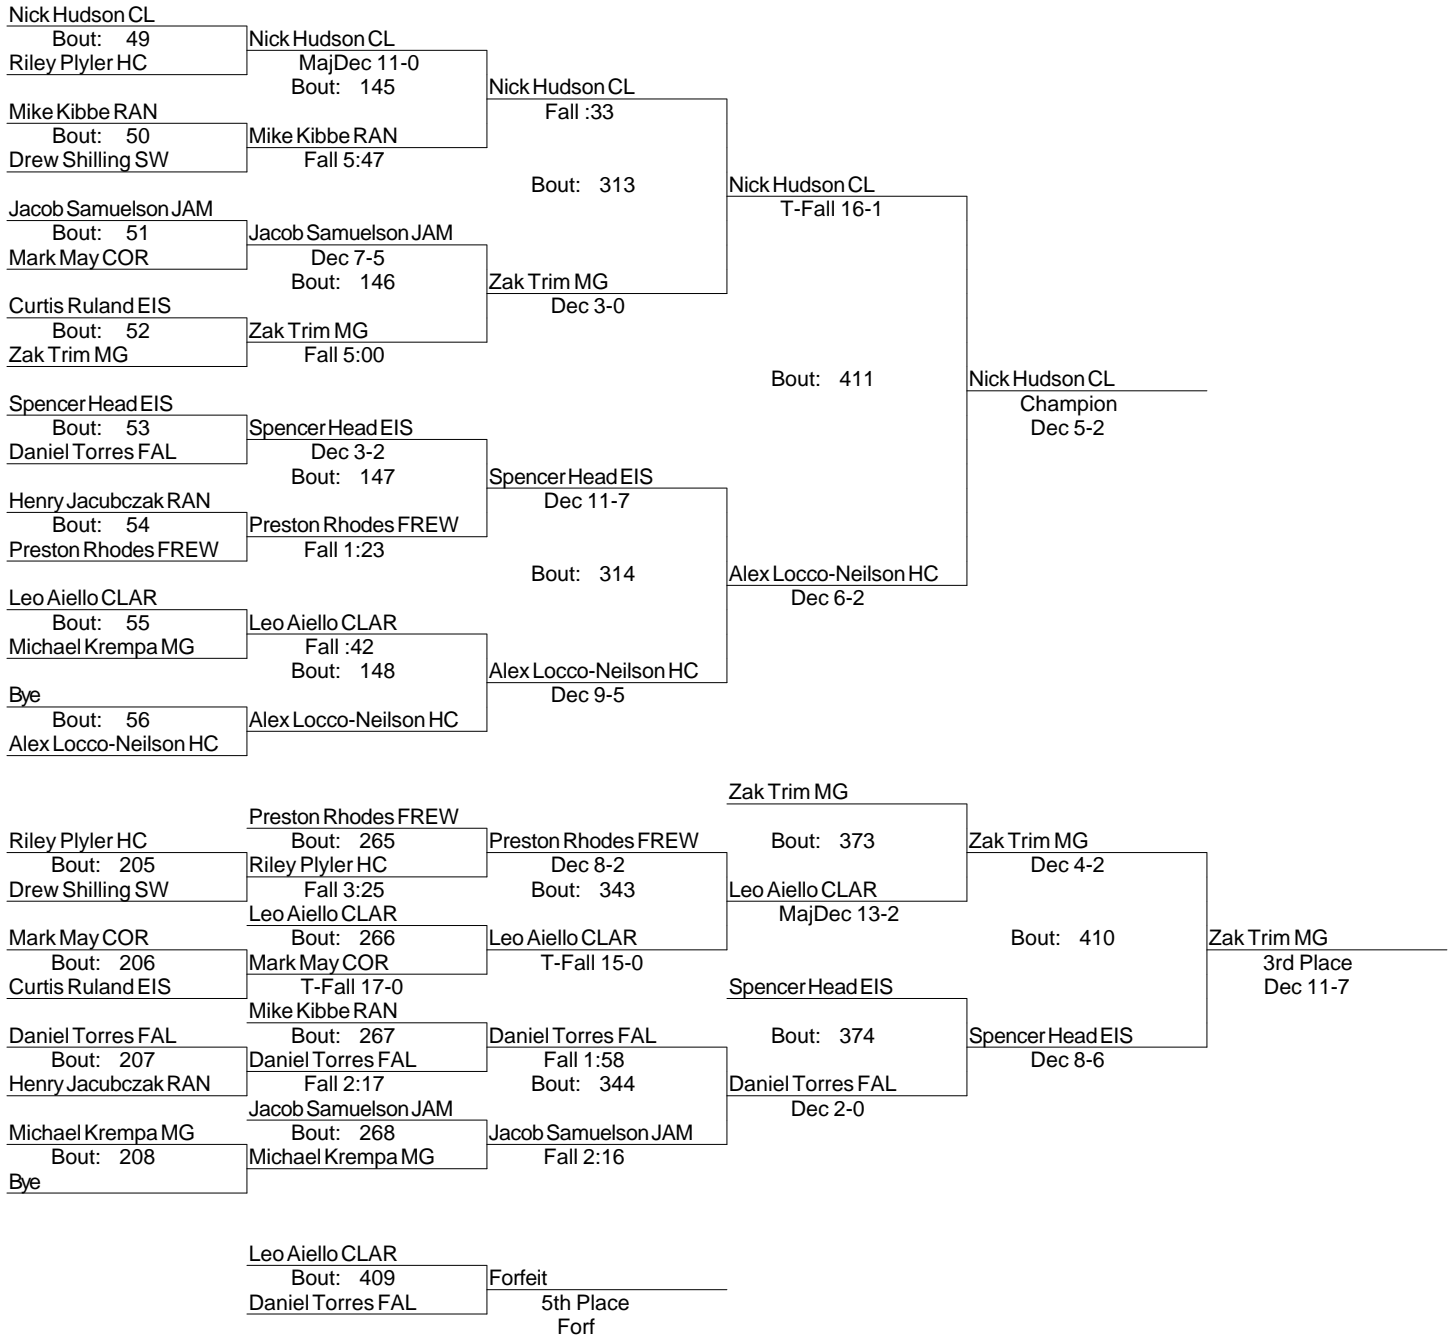 Nick Hudson CL
Bout: 49
Riley Plyler HC
Nick Hudson CL
MajDec 11-0
Bout: 145
Mike Kibbe RAN
Bout: 50
Drew Shilling SW
Mike Kibbe RAN
Fall 5:47
Nick Hudson CL
Fall :33
Bout: 313
Jacob Samuelson JAM
Bout: 51
Mark May COR
Jacob Samuelson JAM
Dec 7-5
Bout: 146
Curtis Ruland EIS
Bout: 52
Zak Trim MG
Zak Trim MG
Fall 5:00
Zak Trim MG
Dec 3-0
Nick Hudson CL
T-Fall 16-1
Bout: 411
Spencer Head EIS
Bout: 53
Daniel Torres FAL
Spencer Head EIS
Dec 3-2
Bout: 147
Henry Jacubczak RAN
Bout: 54
Preston Rhodes FREW
Preston Rhodes FREW
Fall 1:23
Spencer Head EIS
Dec 11-7
Bout: 314
Leo Aiello CLAR
Bout: 55
Michael Krempa MG
Leo Aiello CLAR
Fall :42
Bout: 148
Bye
Bout: 56
Alex Locco-Neilson HC
Alex Locco-Neilson HC
Alex Locco-Neilson HC
Dec 9-5
Alex Locco-Neilson HC
Dec 6-2
Nick Hudson CL
Champion
Dec 5-2
Riley Plyler HC
Bout: 205
Drew Shilling SW
Preston Rhodes FREW
Bout: 265
Riley Plyler HC
Fall 3:25
Preston Rhodes FREW
Dec 8-2
Bout: 343
Mark May COR
Bout: 206
Curtis Ruland EIS
Leo Aiello CLAR
Bout: 266
Mark May COR
T-Fall 17-0
Leo Aiello CLAR
T-Fall 15-0
Zak Trim MG
Bout: 373
Leo Aiello CLAR
MajDec 13-2
Zak Trim MG
Dec 4-2
Bout: 410
Daniel Torres FAL
Bout: 207
Henry Jacubczak RAN
Mike Kibbe RAN
Bout: 267
Daniel Torres FAL
Fall 2:17
Daniel Torres FAL
Fall 1:58
Bout: 344
Michael Krempa MG
Bout: 208
Bye
Jacob Samuelson JAM
Bout: 268
Michael Krempa MG
Jacob Samuelson JAM
Fall 2:16
Spencer Head EIS
Bout: 374
Daniel Torres FAL
Dec 2-0
Spencer Head EIS
Dec 8-6
Zak Trim MG
3rd Place
Dec 11-7
Leo Aiello CLAR
Bout: 409
Daniel Torres FAL
Forfeit
5th Place
Forf